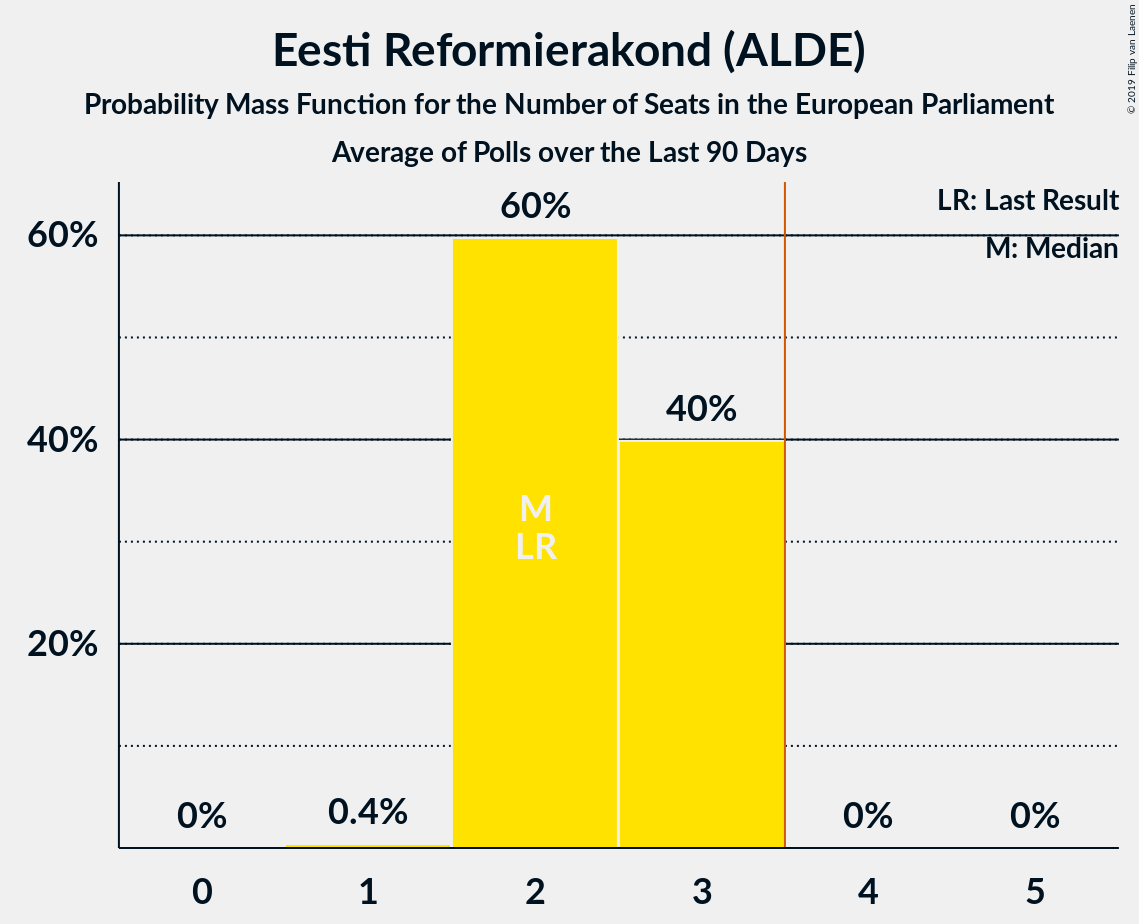 Eesti Reformierakond (ALDE)
Probability Mass Function for the Number of Seats in the European Parliament
Average of Polls over the Last 90 Days
© 2019 Filip van Laenen
LR: Last Result
M: Median
60%
40%
20%
0%
0.4%
60%
40%
0%
0%
M
LR
0
1
2
3
4
5